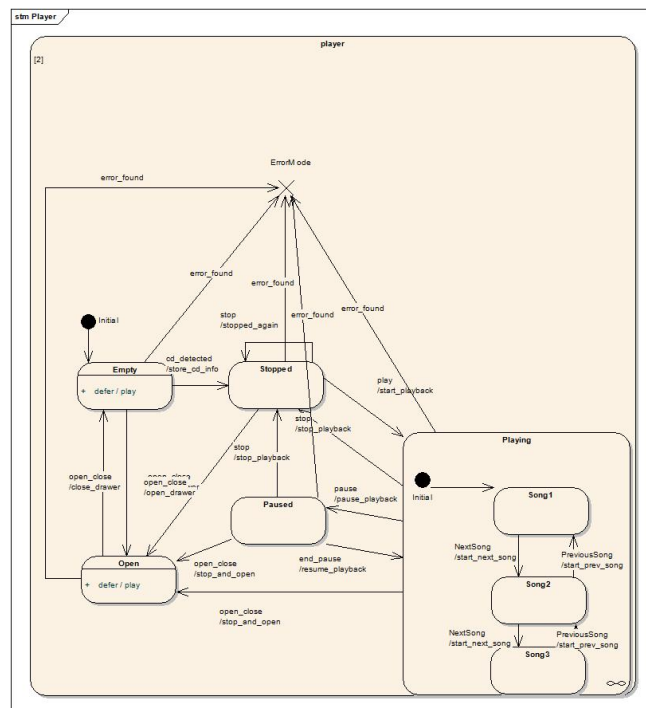 stm Player
player
[2]
ErrorM ode
error_found
error_found
error_found
error_found
error_found
stop
/stopped_again
Initial
Empty
+ defer / play
cd_detected
/store_cd_info
Stopped
play
/start_playback
stop
/stop_playback
stop
/stop_playback
Playing
Initial
Song1
open_close
/close_drawer
open_close
/open_drawer
pause
/pause_playback
Paused
NextSong
/start_next_song
PreviousSong
/start_prev_song
Open
+ defer / play
open_close
/stop_and_open
end_pause
/resume_playback
Song2
open_close
/stop_and_open
NextSong
/start_next_song
PreviousSong
/start_prev_song
Song3